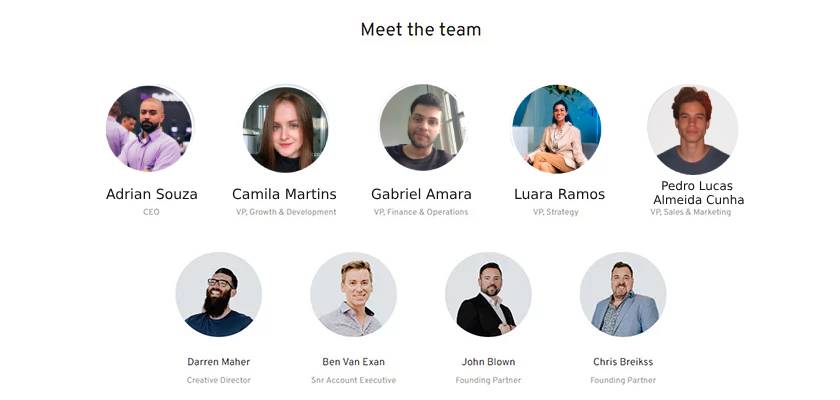 Meet the team
Adrian Souza
CEO
Camila Martins
VP, Growth & Development
Gabriel Amara
VP, Finance & Operations
Luara Ramos
VP, Strategy
Pedro Lucas
Almeida Cunha
VP, Sales & Marketing
Darren Maher
Creative Director
Ben Van Exan
Snr Account Executive
John Blown
Founding Partner
Chris Breikss
Founding Partner